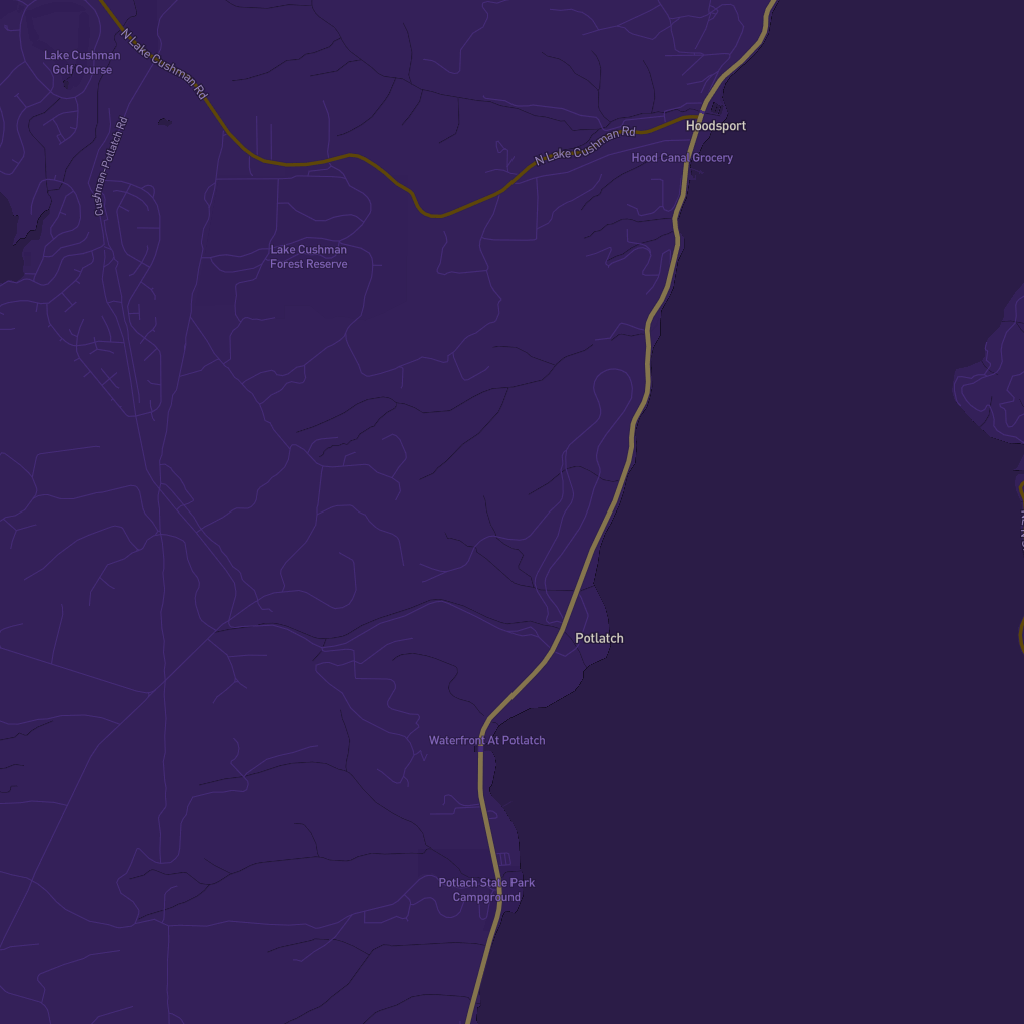 N Lake Cushman Rd
Lake Cushman
Golf Course
Cushman-Potlatch Rd
Hoodsport
N Lake Cushman Rd
Hood Canal Grocery
Lake Cushman
Forest Reserve
Potlatch
Waterfront At Potlatch
Potlach State Park
Campground